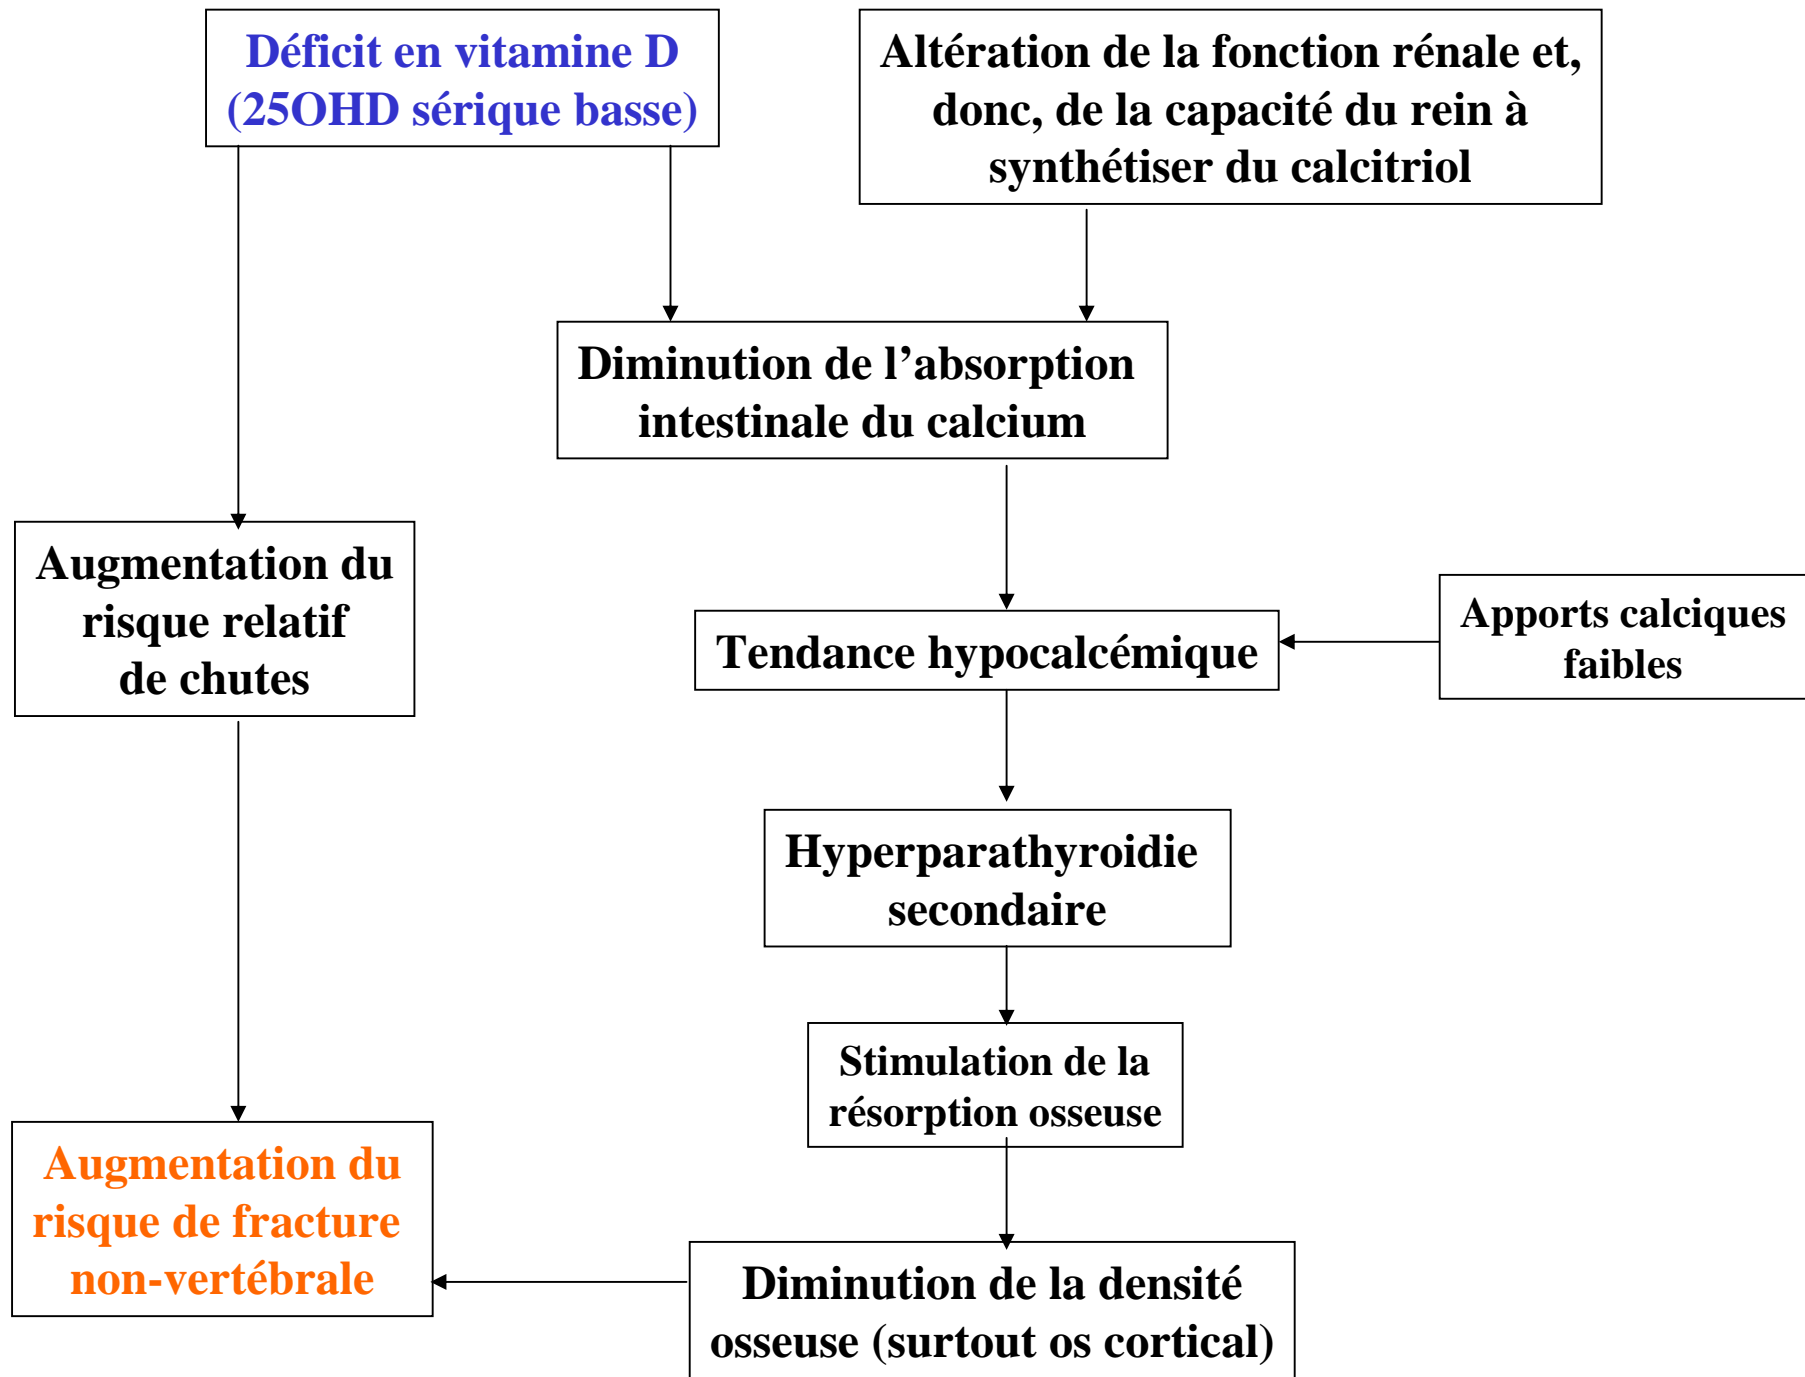 Déficit en vitamine D
(25OHD sérique basse)
Altération de la fonction rénale et,
donc, de la capacité du rein à
synthétiser du calcitriol
Diminution de l’absorption
intestinale du calcium
Augmentation du
risque relatif
de chutes
Tendance hypocalcémique
Apports calciques
faibles
Hyperparathyroidie
secondaire
Stimulation de la
résorption osseuse
Augmentation du
risque de fracture
non-vertébrale
Diminution de la densité
osseuse (surtout os cortical)